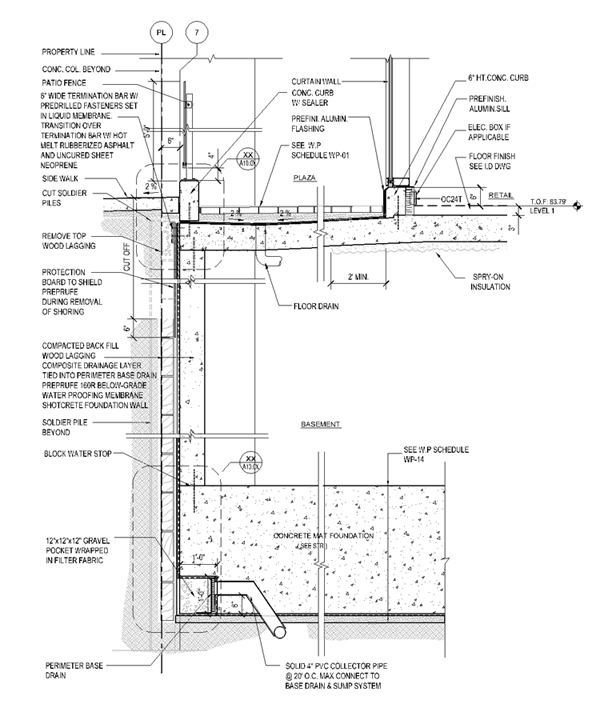 PL
7
PROPERTY LINE
CONC. COL. BEYOND
PATIO FENCE
6" WIDE TERMINATION BAR W/
PREDRILLED FASTENERS SET
IN LIQUID MEMBRANE.
TRANSITION OVER
TERMINATION BAR W/ HOT
MELT RUBBERIZED ASPHALT
AND UNCURED SHEET
NEOPRENE
SIDE WALK
CUT SOLDIER
PILES
REMOVE TOP
WOOD LAGGING
PROTECTION
BOARD TO SHIELD
PREPRUFE
DURING REMOVAL
OF SHORING
COMPACTED BACK FILL
WOOD LAGGING
COMPOSITE DRAINAGE LAYER
TIED INTO PERIMETER BASE DRAIN
PREPRUFE 160R BELOW-GRADE
WATER PROOFING MEMBRANE
SHOTCRETE FOUNDATION WALL
SOLDIER PILE
BEYOND
BLOCK WATER STOP
12"x12"x12" GRAVEL
POCKET WRAPPED
IN FILTER FABRIC
PERIMETER BASE
DRAIN
6"
4"
2 %
CUT OFF
6"
XX
A10.0X
CURTAIN WALL
CONC. CURB
W/ SEALER
PREFINI. ALUMIN.
FLASHING
SEE W.P
SCHEDULE WP-01
PLAZA
2 %
2 %
2' MIN.
FLOOR DRAIN
6" HT.CONC. CURB
PREFINISH.
ALUMIN.SILL
ELEC. BOX IF
APPLICABLE
FLOOR FINISH
SEE I.D DWG
OC24T
RETAIL
6"
T.O.F: 83.79'
LEVEL 1
3"
SPRY-ON
INSULATION
BASEMENT
SEE W.P SCHEDULE
WP-14
XX
A10.0X
CONCRETE MAT FOUNDATION
( SEE STR )
1'-6"
1'-0"
6"
SOLID 4" PVC COLLECTOR PIPE
@ 20' O.C. MAX CONNECT TO
BASE DRAIN & SUMP SYSTEM